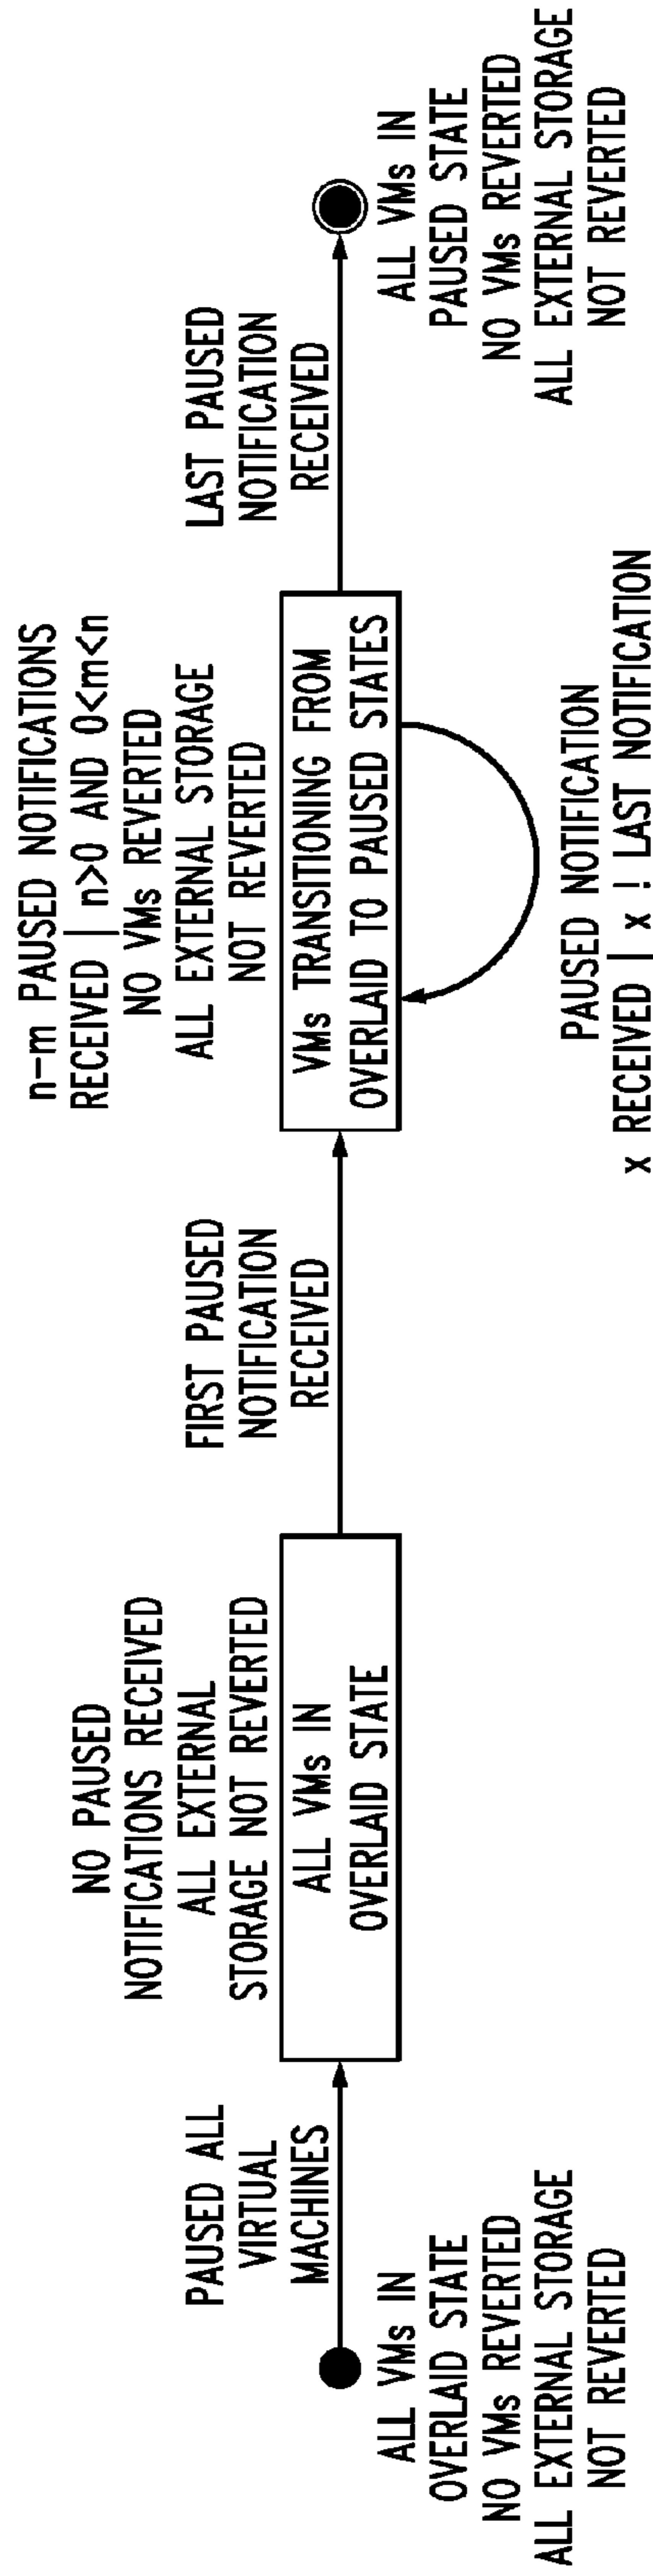 ALL VMs IN
OVERLAID STATE
NO VMs REVERTED
ALL EXTERNAL STORAGE
NOT REVERTED
PAUSED ALL
VIRTUAL
MACHINES
NO PAUSED
NOTIFICATIONS RECEIVED
ALL EXTERNAL
STORAGE NOT REVERTED
ALL VMs IN
OVERLAID STATE
FIRST PAUSED
NOTIFICATION
RECEIVED
n-m PAUSED NOTIFICATIONS
RECEIVED | n>0 AND 0<m<n
NO VMs REVERTED
ALL EXTERNAL STORAGE
NOT REVERTED
VMs TRANSITIONING FROM
OVERLAID TO PAUSED STATES
PAUSED NOTIFICATION
x RECEIVED | x ! LAST NOTIFICATION
LAST PAUSED
NOTIFICATION
RECEIVED
ALL VMs IN
PAUSED STATE
NO VMs REVERTED
ALL EXTERNAL STORAGE
NOT REVERTED